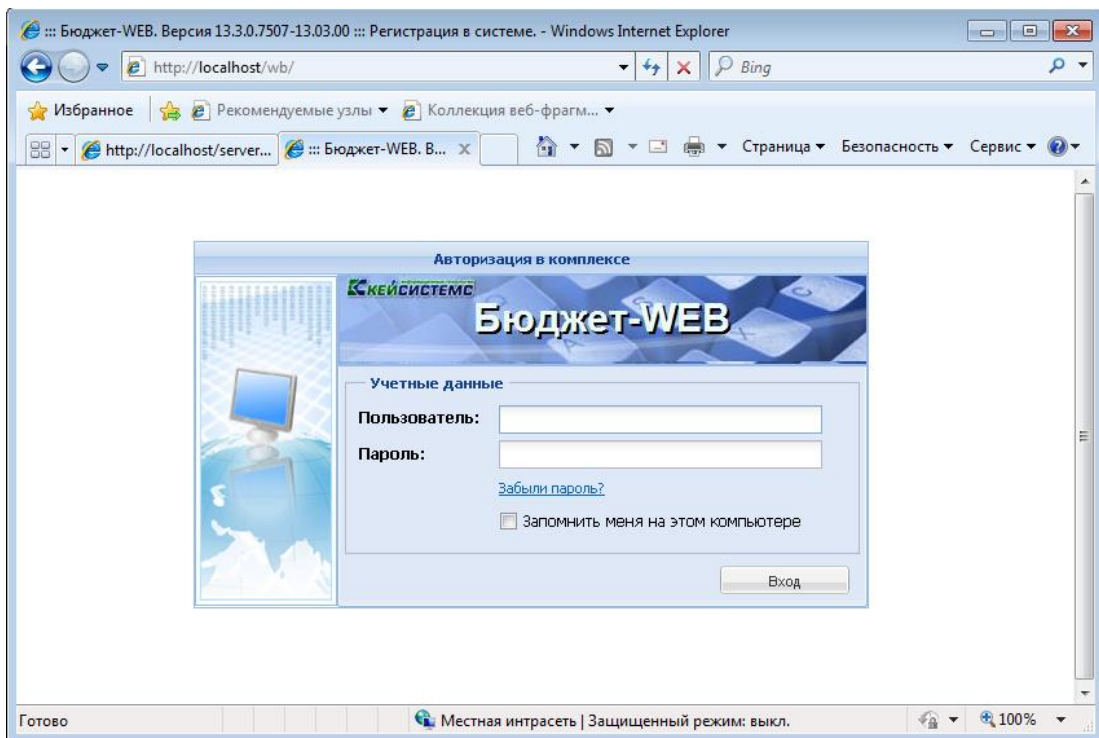 ::: Бюджет-WEB. Версия 13.3.0.7507-13.03.00 ::: Регистрация в системе. - Windows Internet Explorer
http://localhost/wb/
Bing
Избранное
Рекомендуемые узлы
Коллекция веб-фрагм...
http://localhost/server...
::: Бюджет-WEB. В...
Страница
Безопасность
Сервис
Авторизация в комплексе
КЕЙСИСТЕМС
Бюджет-WEB
Учетные данные
Пользователь:
Пароль:
Забыли пароль?
Запомнить меня на этом компьютере
Вход
Готово
Местная интрасеть | Защищенный режим: выкл.
100%